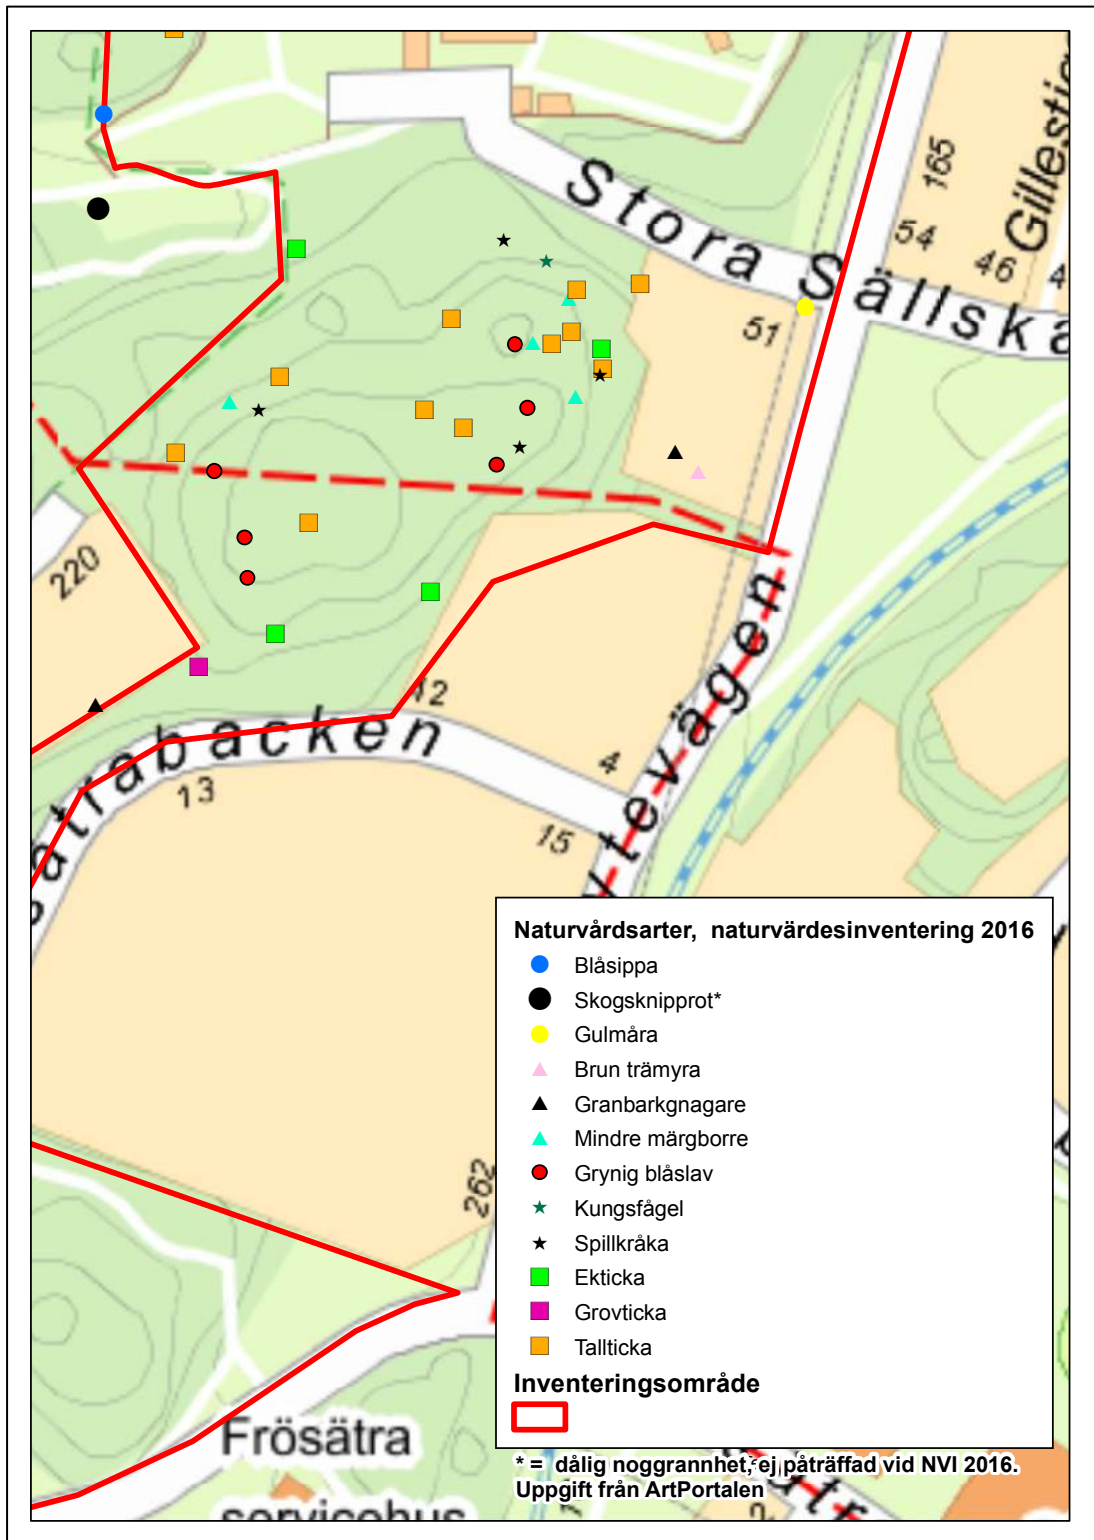 Stora Sällska
Gillestig
165
54
46
4
51
220
12
4
13
15
262
Frösätra
servicehus
Naturvårdsarter, naturvärdesinventering 2016
Blåsippa
Skogsknipprot*
Gulmåra
Brun trämyra
Granbarkgnagare
Mindre märgborre
Grynig blåslav
Kungsfågel
Spillkråka
Ekticka
Grovticka
Tallticka
Inventeringsområde
* = dålig noggrannhet, ej påträffad vid NVI 2016.
Uppgift från ArtPortalen